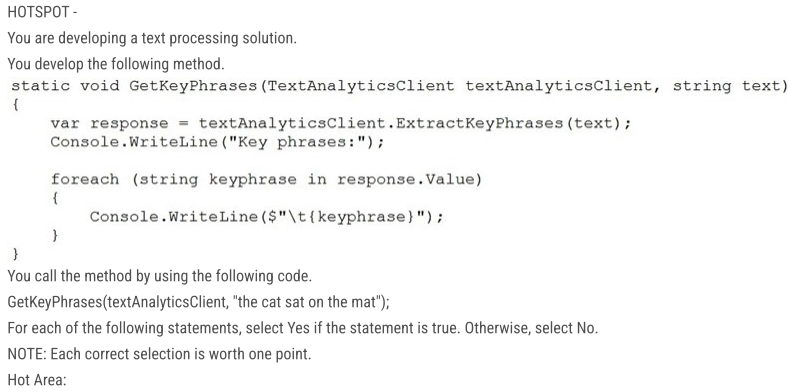 HOTSPOT -
You are developing a text processing solution.
You develop the following method.
static void GetKeyPhrases(TextAnalyticsClient textAnalyticsClient, string text)
{
    var response = textAnalyticsClient.ExtractKeyPhrases(text);
    Console.WriteLine("Key phrases:");

    foreach (string keyphrase in response.Value)
    {
        Console.WriteLine($"\t{keyphrase}");
    }
}
You call the method by using the following code.
GetKeyPhrases(textAnalyticsClient, "the cat sat on the mat");
For each of the following statements, select Yes if the statement is true. Otherwise, select No.
NOTE: Each correct selection is worth one point.
Hot Area: